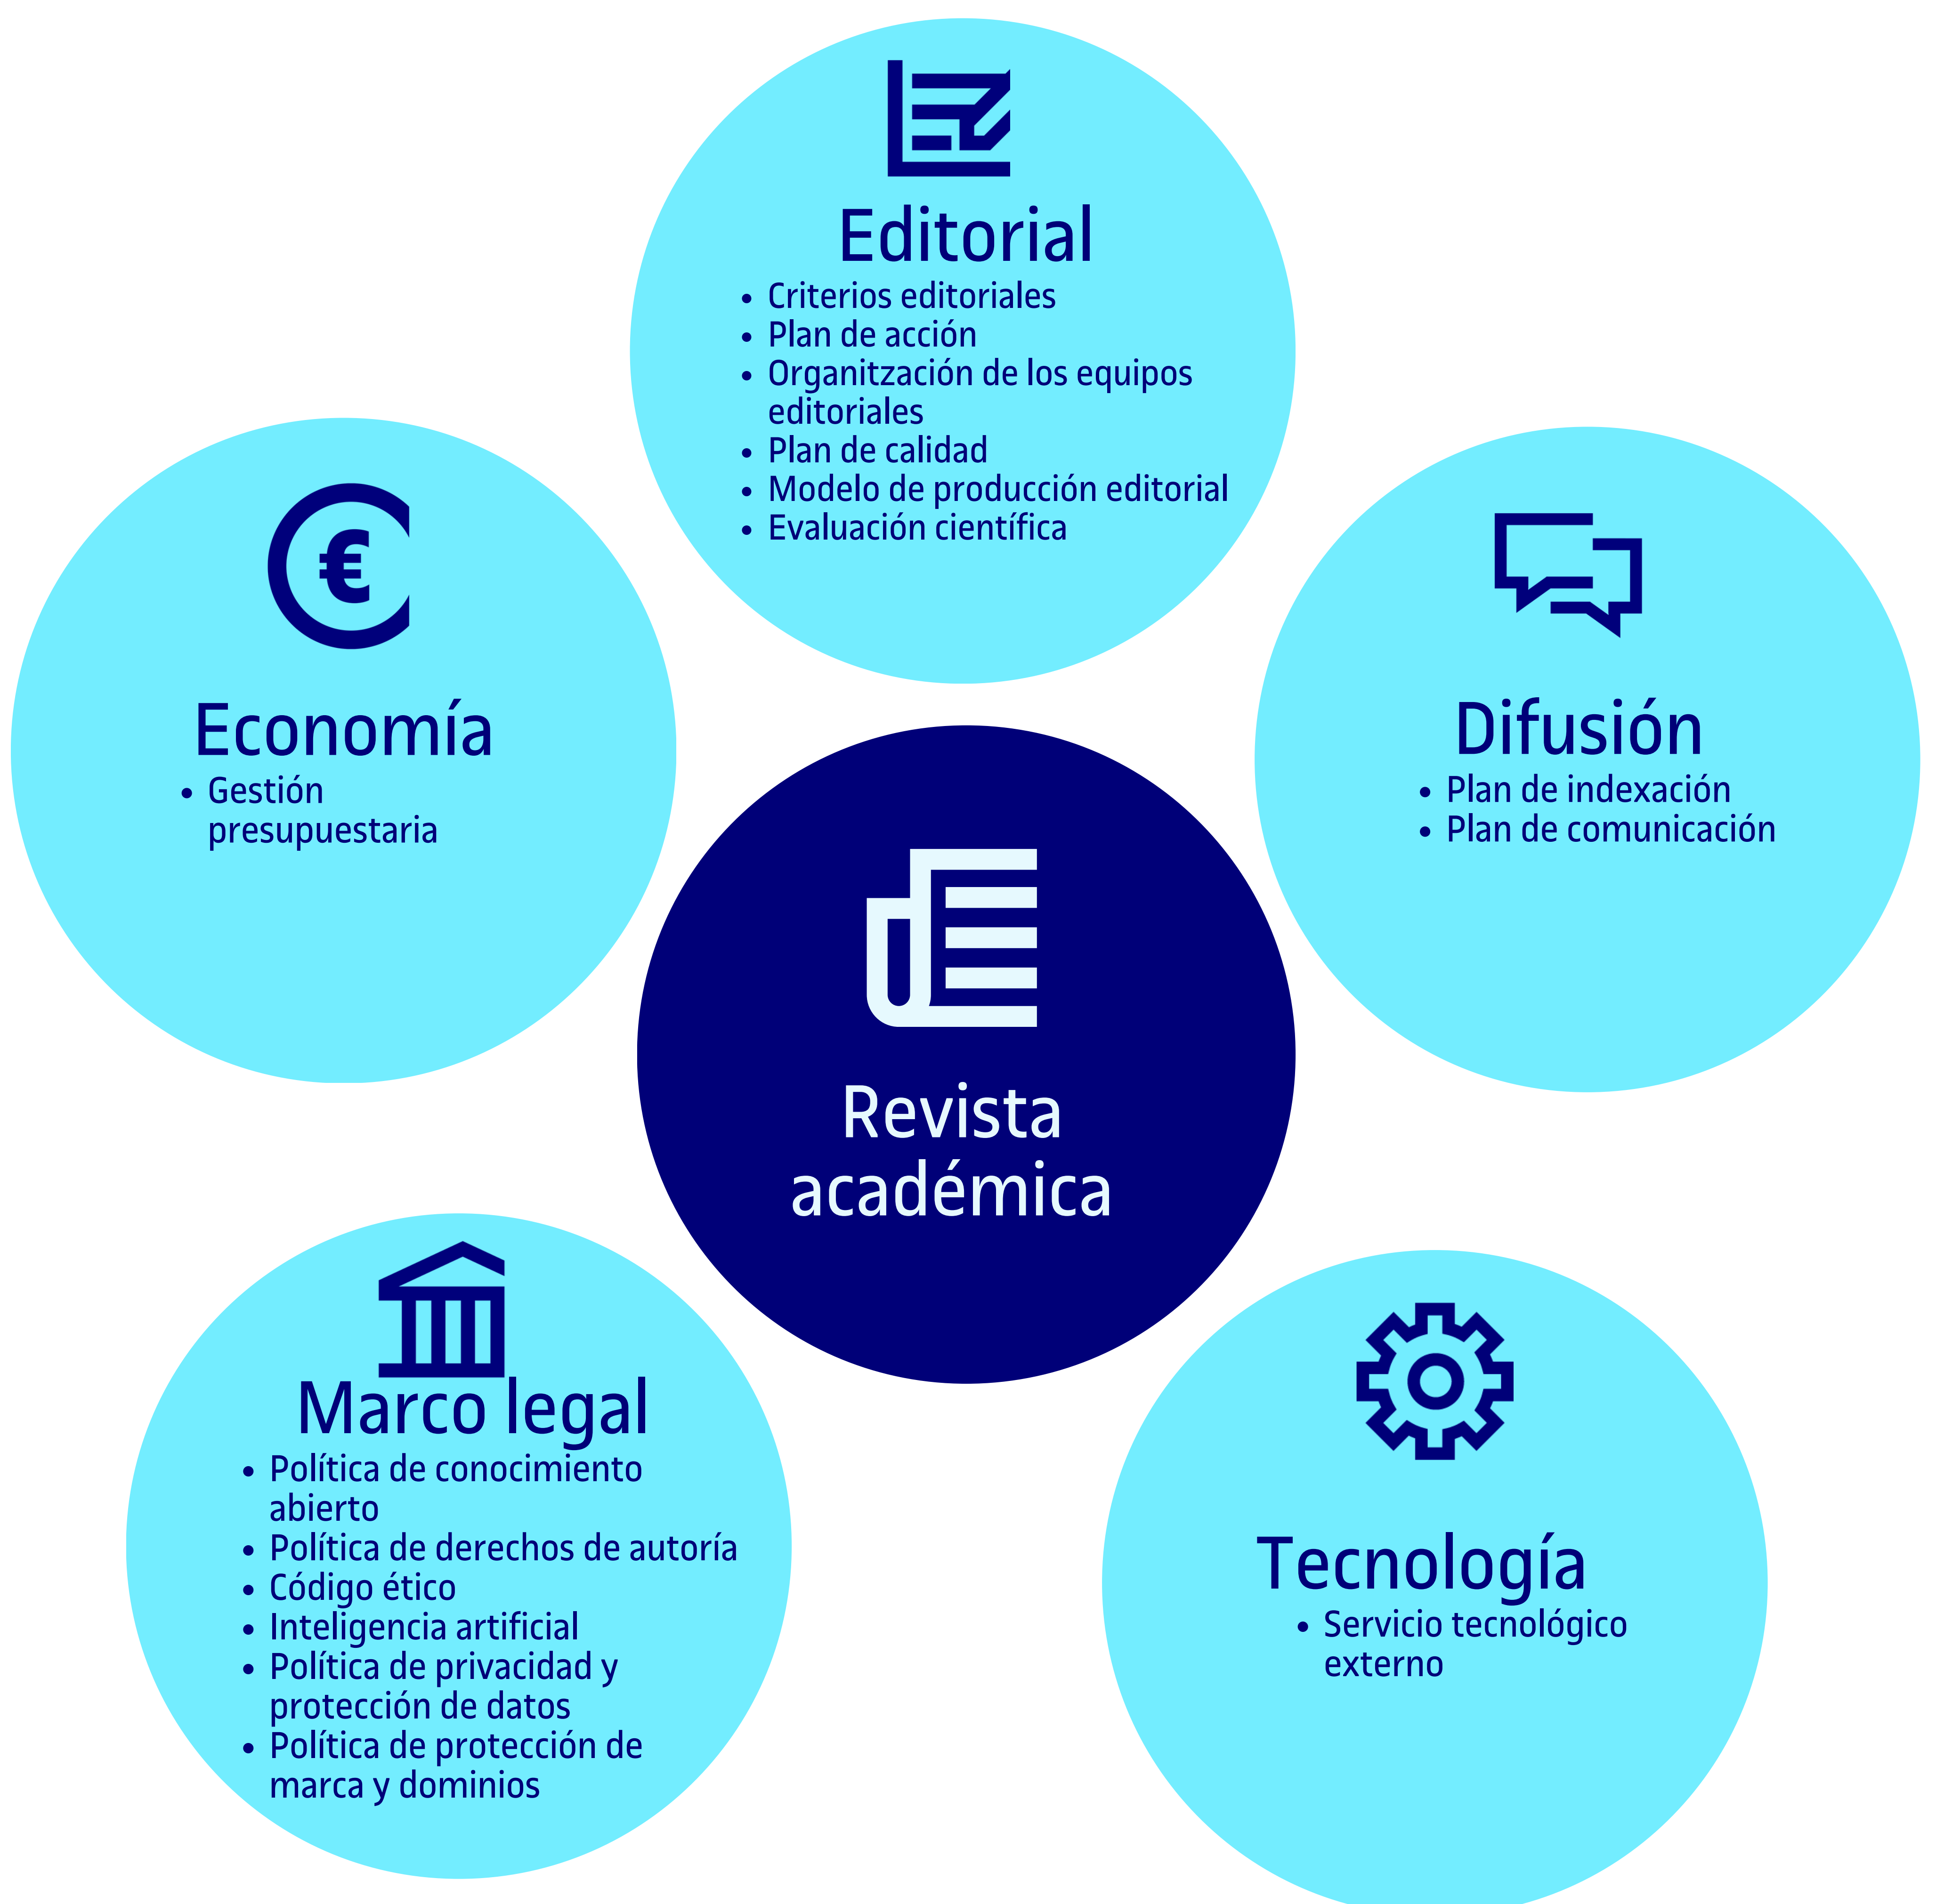 Editorial
• Criterios editoriales
• Plan de acción
• Organitzación de los equipos
editoriales
• Plan de calidad
• Modelo de producción editorial
• Evaluación científica
€
Economía
• Gestión
presupuestaria
Difusión
• Plan de indexación
• Plan de comunicación
Revista
académica
Marco legal
• Política de conocimiento
abierto
• Política de derechos de autoría
• Código ético
• Inteligencia artificial
• Política de privacidad y
protección de datos
• Política de protección de
marca y dominios
Tecnología
• Servicio tecnológico
externo